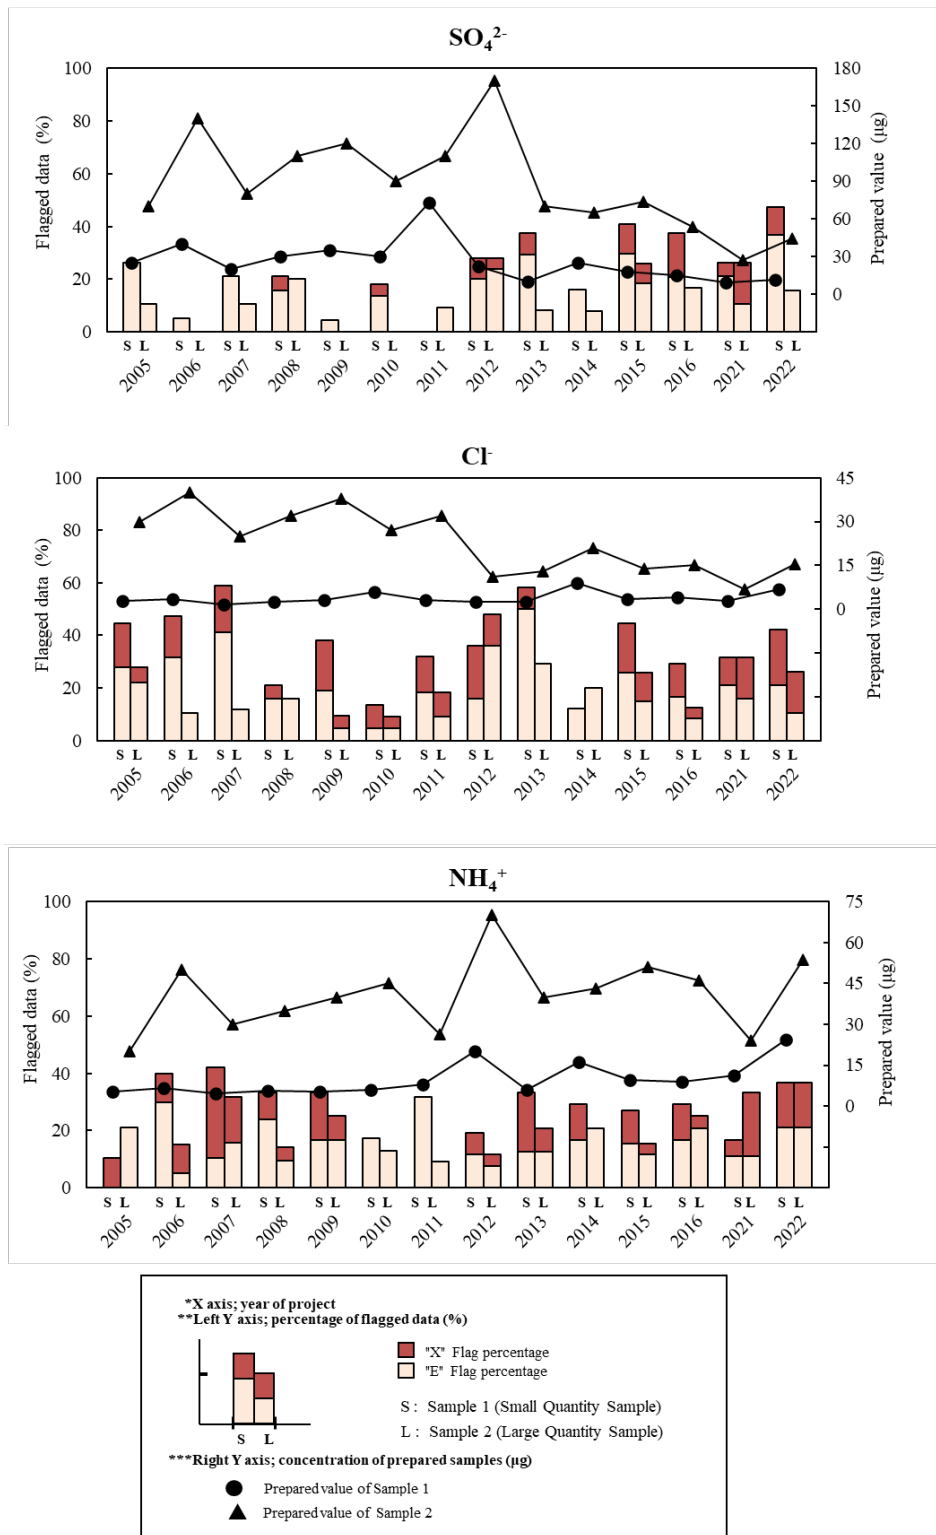 SO₄²⁻
100
80
60
40
20
0
Flagged data (%)
180
150
120
90
60
30
0
Prepared value (μg)
S L S L S L S L S L S L S L S L S L S L S L S L S L S L
2005 2006 2007 2008 2009 2010 2011 2012 2013 2014 2015 2016 2021 2022
Cl⁻
100
80
60
40
20
0
Flagged data (%)
45
30
15
0
Prepared value (μg)
S L S L S L S L S L S L S L S L S L S L S L S L S L S L
2005 2006 2007 2008 2009 2010 2011 2012 2013 2014 2015 2016 2021 2022
NH₄⁺
100
80
60
40
20
0
Flagged data (%)
75
60
45
30
15
0
Prepared value (μg)
S L S L S L S L S L S L S L S L S L S L S L S L S L S L
2005 2006 2007 2008 2009 2010 2011 2012 2013 2014 2015 2016 2021 2022
*X axis; year of project
**Left Y axis; percentage of flagged data (%)
"X" Flag percentage
"E" Flag percentage
S L
S : Sample 1 (Small Quantity Sample)
L : Sample 2 (Large Quantity Sample)
***Right Y axis; concentration of prepared samples (μg)
Prepared value of Sample 1
Prepared value of Sample 2